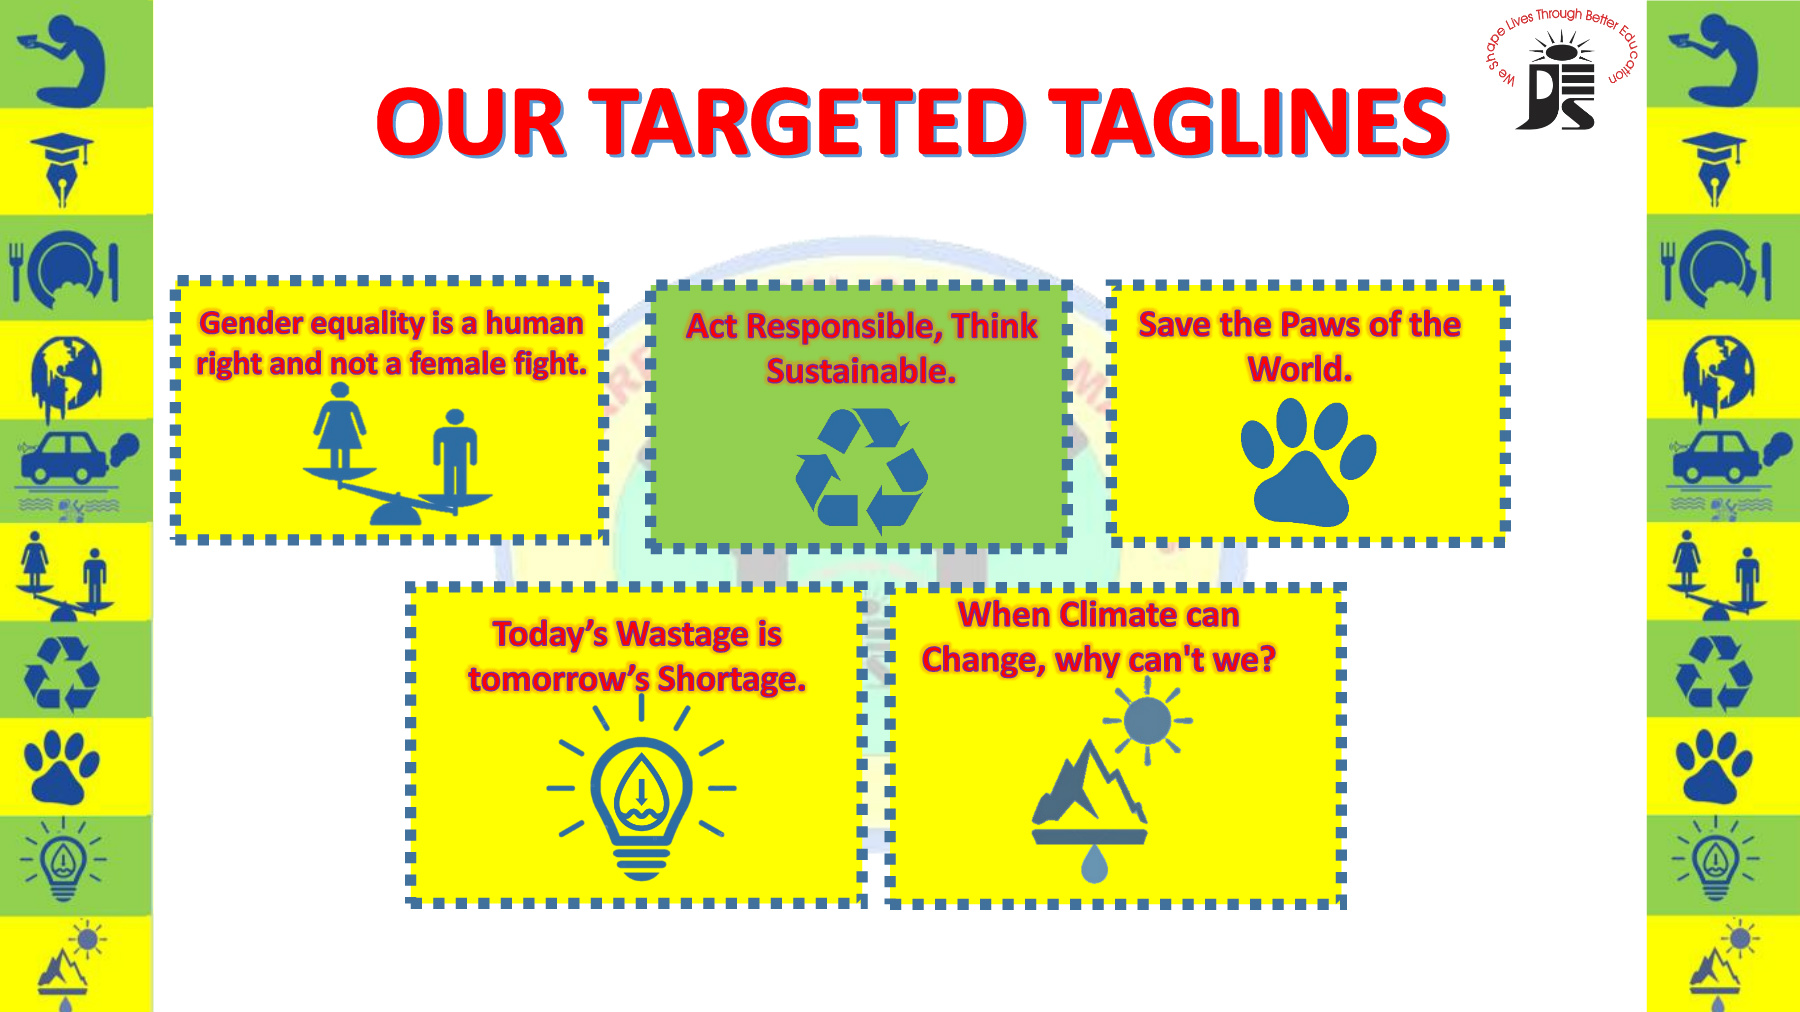 We Shape Lives Through Better Education
OUR TARGETED TAGLINES
Gender equality is a human
right and not a female fight.
Act Responsible, Think
Sustainable.
Save the Paws of the
World.
Today’s Wastage is
tomorrow’s Shortage.
When Climate can
Change, why can't we?